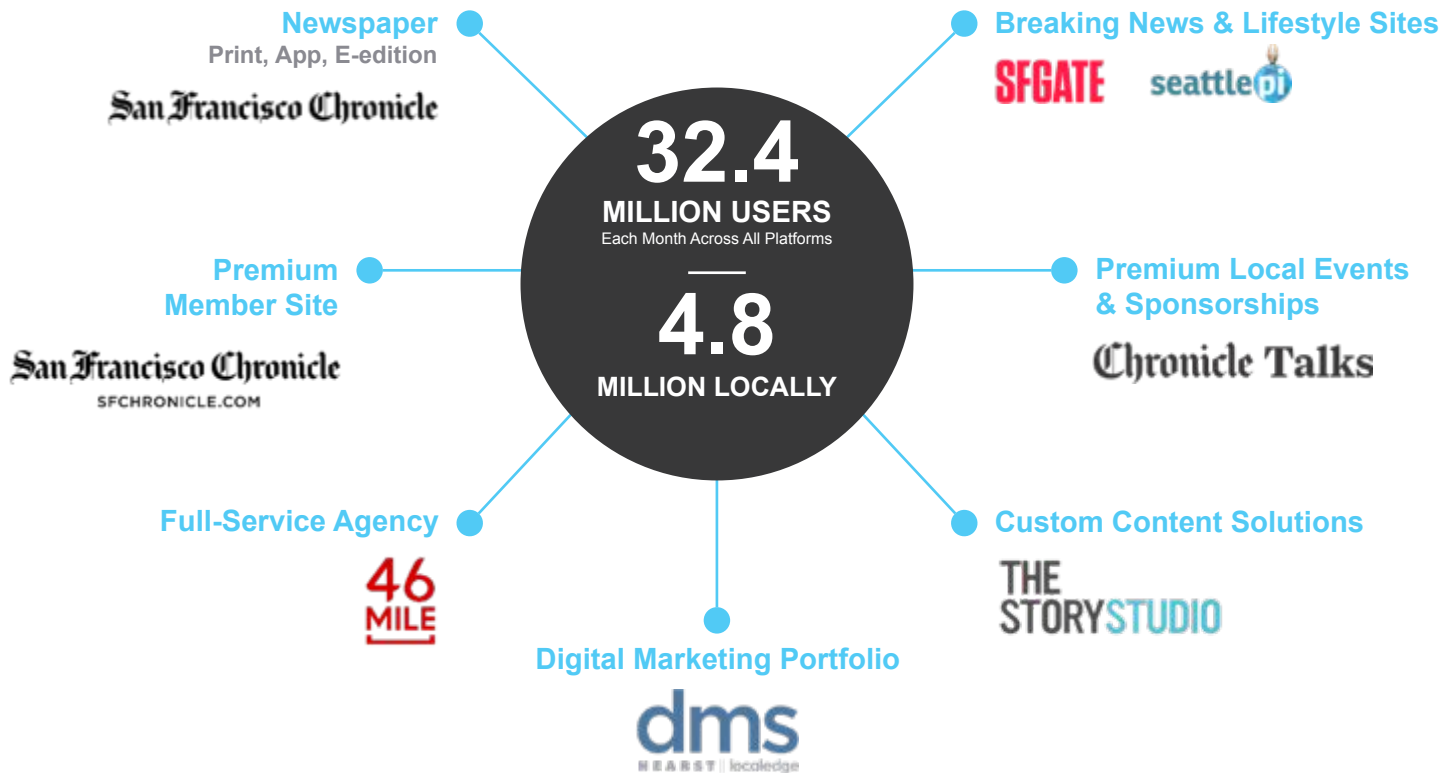 Newspaper
Print, App, E-edition
San Francisco Chronicle
Breaking News & Lifestyle Sites
SFGATE
seattlepi
32.4
MILLION USERS
Each Month Across All Platforms
4.8
MILLION LOCALLY
Premium
Member Site
San Francisco Chronicle
SFCHRONICLE.COM
Premium Local Events
& Sponsorships
Chronicle Talks
Full-Service Agency
46
MILE
Custom Content Solutions
THE
STORYSTUDIO
Digital Marketing Portfolio
dms
HEARST || localedge